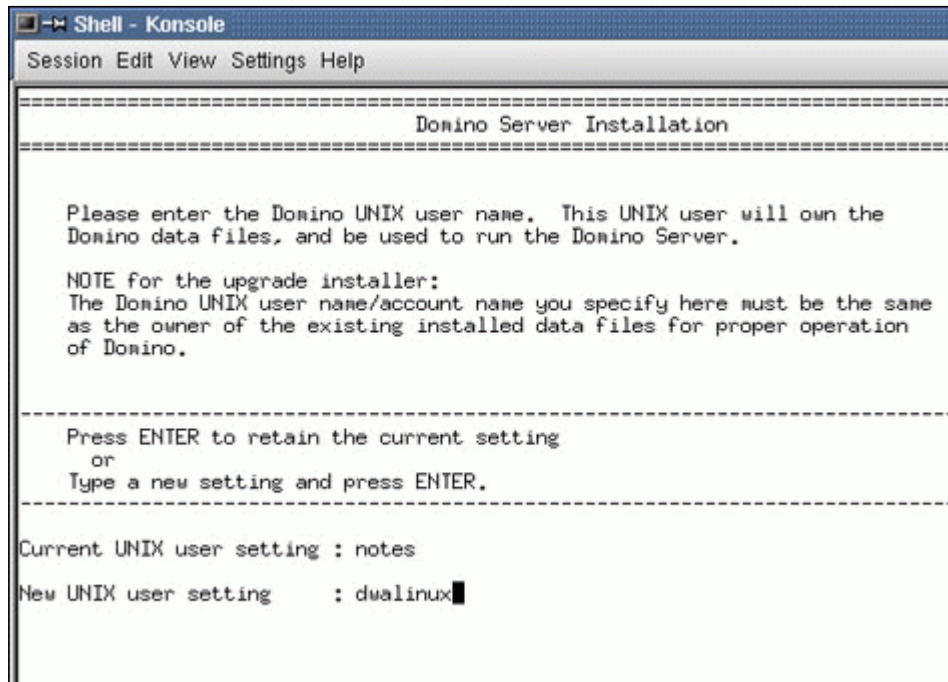 Shell - Konsole
Session Edit View Settings Help
================================================================================
Domino Server Installation
================================================================================
Please enter the Domino UNIX user name.  This UNIX user will own the
Domino data files, and be used to run the Domino Server.
NOTE for the upgrade installer:
The Domino UNIX user name/account name you specify here must be the same
as the owner of the existing installed data files for proper operation
of Domino.
--------------------------------------------------------------------------------
Press ENTER to retain the current setting
or
Type a new setting and press ENTER.
--------------------------------------------------------------------------------
Current UNIX user setting : notes
New UNIX user setting     : dwalinux